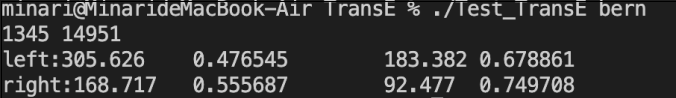 minari@MinarideMacBook-Air TransE % ./Test_TransE bern
1345 14951
left:305.626 0.476545 183.382 0.678861
right:168.717 0.555687 92.477 0.749708